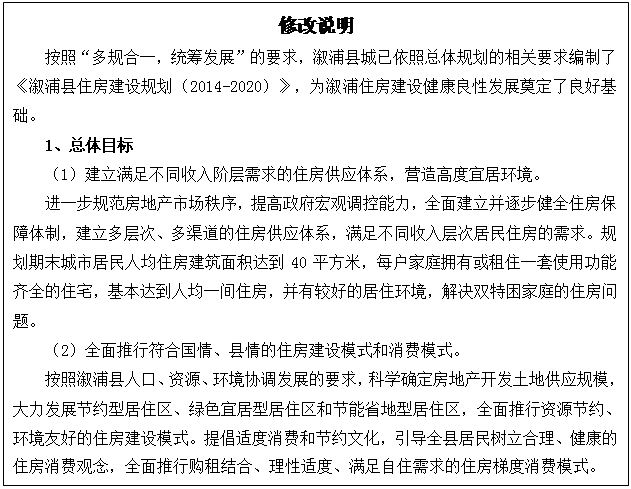 修改说明
按照“多规合一，统筹发展”的要求，溆浦县城已依照总体规划的相关要求编制了
《溆浦县住房建设规划（2014-2020）》，为溆浦住房建设健康良性发展奠定了良好基
础。
1、总体目标
（1）建立满足不同收入阶层需求的住房供应体系，营造高度宜居环境。
进一步规范房地产市场秩序，提高政府宏观调控能力，全面建立并逐步健全住房保
障体制，建立多层次、多渠道的住房供应体系，满足不同收入层次居民住房的需求。规
划期末城市居民人均住房建筑面积达到 40 平方米，每户家庭拥有或租住一套使用功能
齐全的住宅，基本达到人均一间住房，并有较好的居住环境，解决双特困家庭的住房问
题。
（2）全面推行符合国情、县情的住房建设模式和消费模式。
按照溆浦县人口、资源、环境协调发展的要求，科学确定房地产开发土地供应规模，
大力发展节约型居住区、绿色宜居型居住区和节能省地型居住区，全面推行资源节约、
环境友好的住房建设模式。提倡适度消费和节约文化，引导全县居民树立合理、健康的
住房消费观念，全面推行购租结合、理性适度、满足自住需求的住房梯度消费模式。